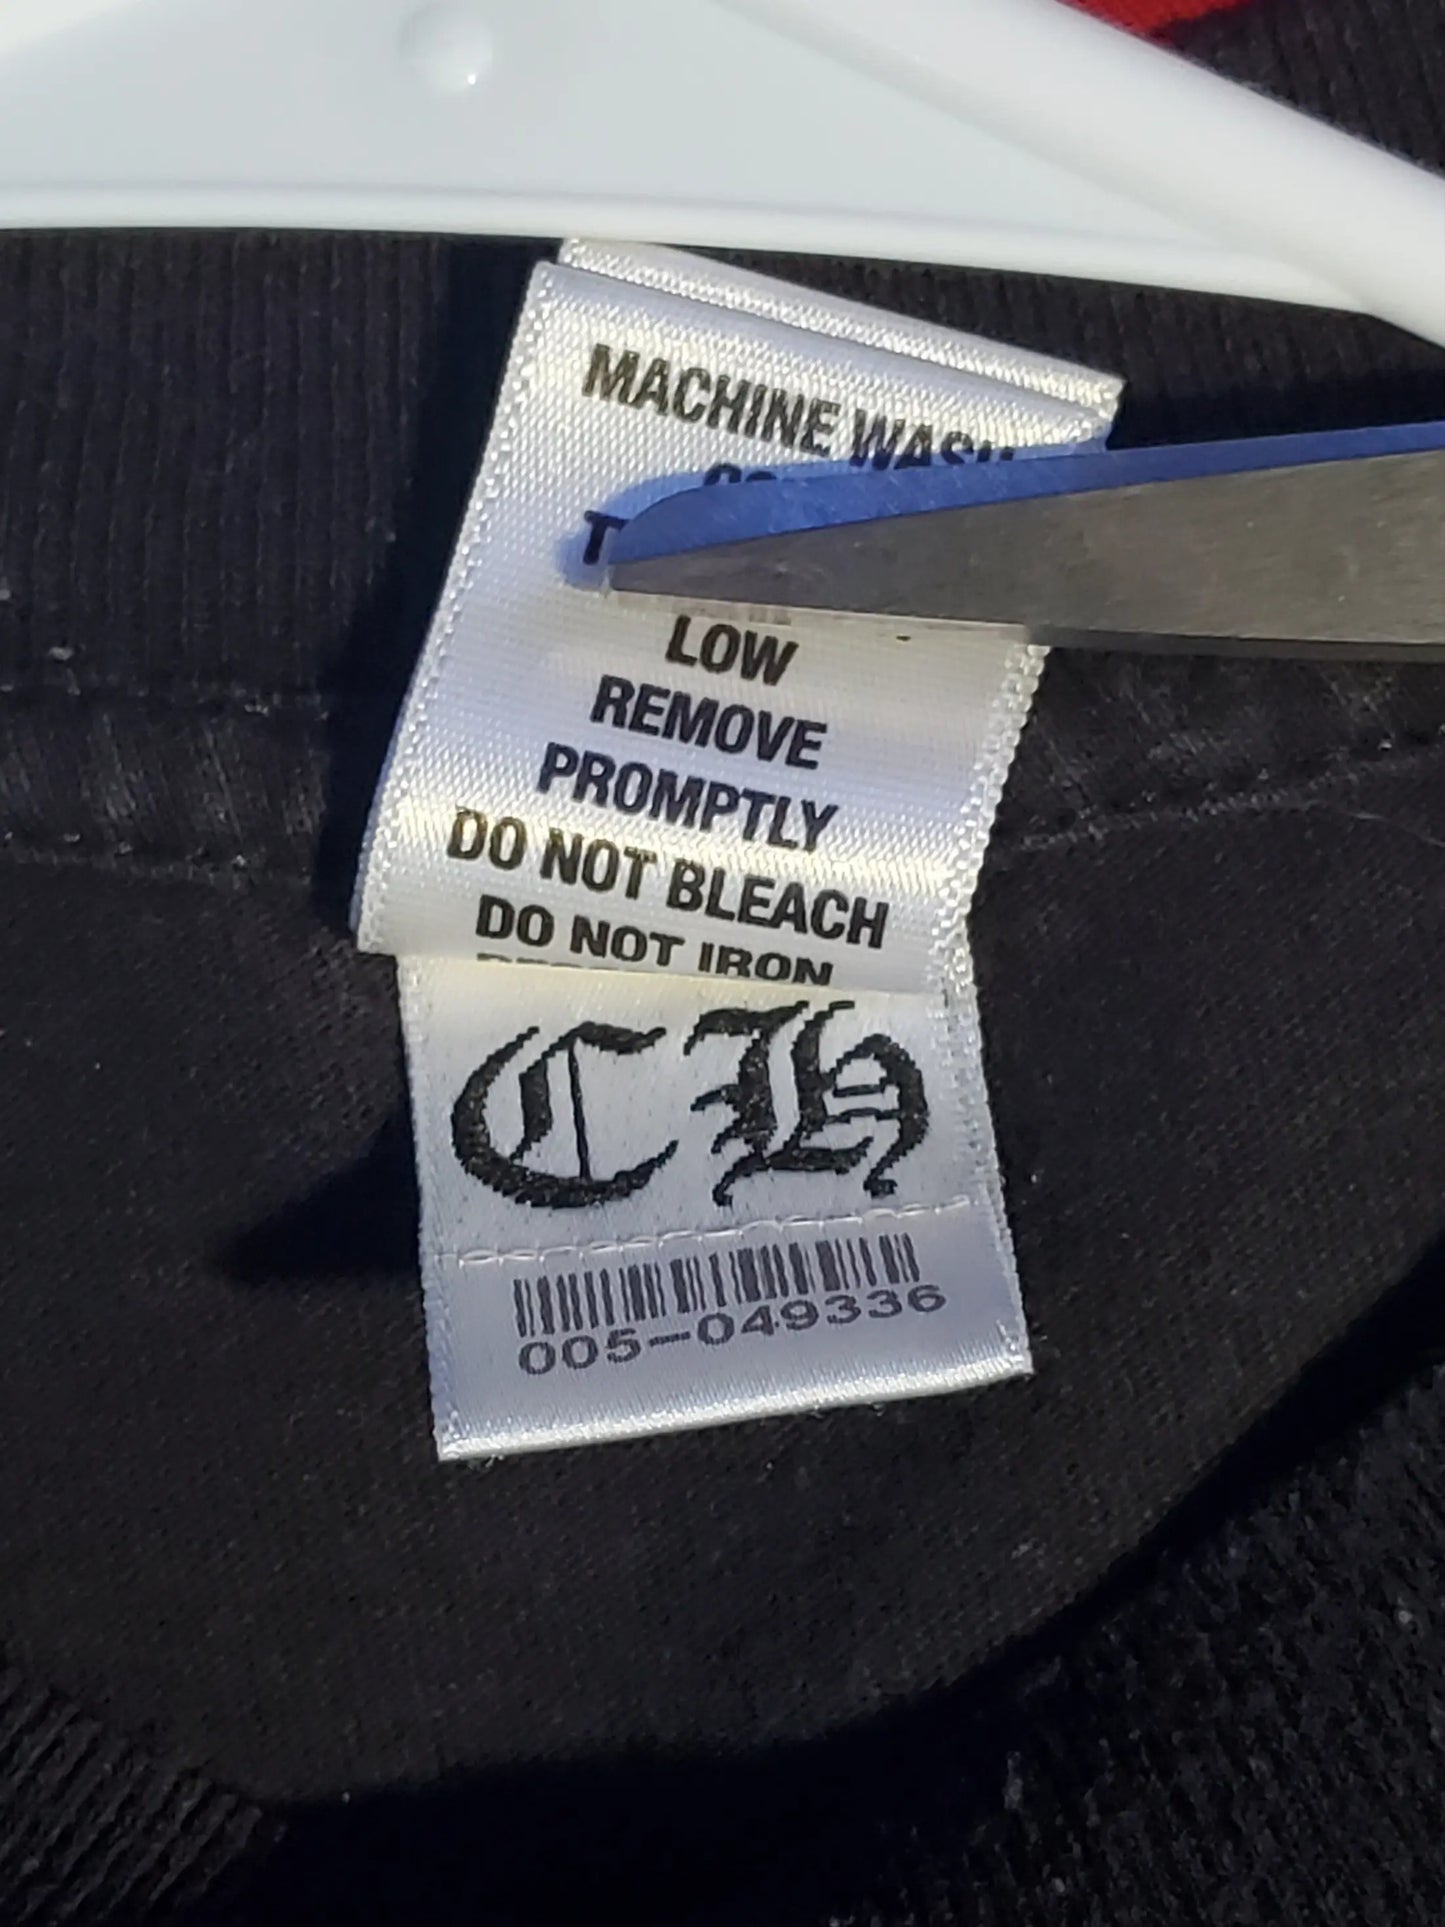 MACHINE WASH
LOW
REMOVE
PROMPTLY
DO NOT BLEACH
DO NOT IRON
CH
005-049336